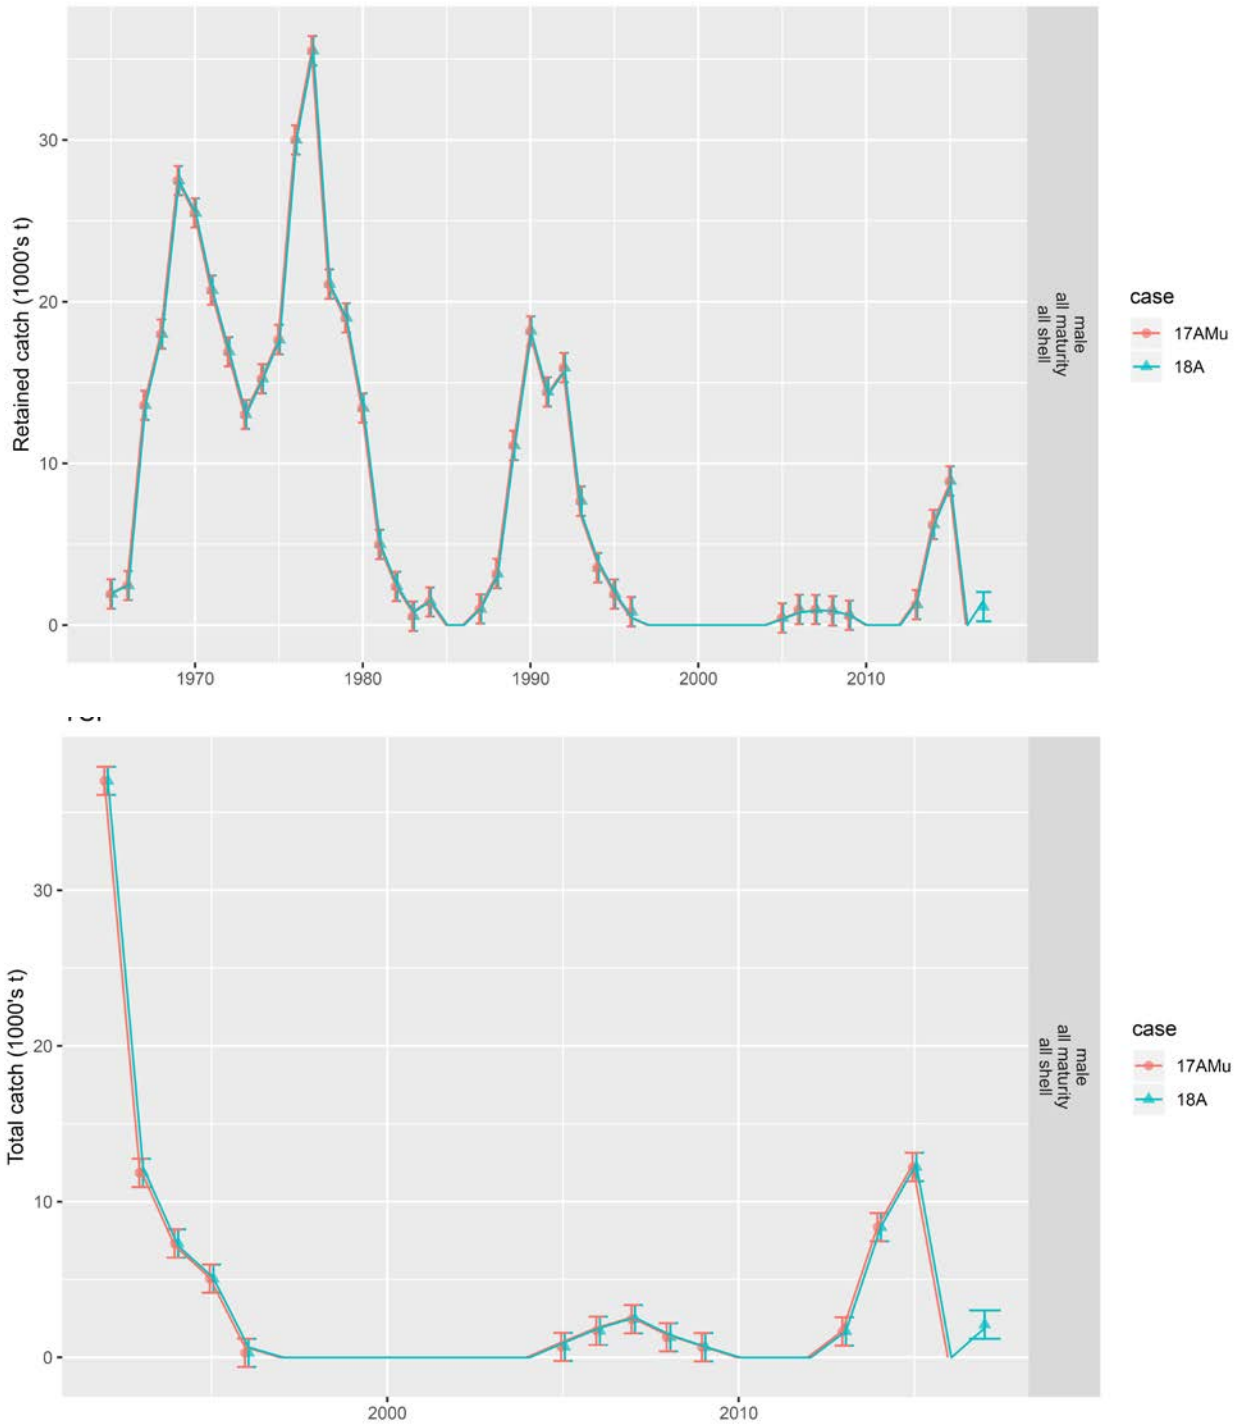 Retained catch (1000's t)
30
20
10
0
1970
1980
1990
2000
2010
male
all maturity
all shell
case
17AMu
18A
Total catch (1000's t)
30
20
10
0
2000
2010
male
all maturity
all shell
case
17AMu
18A